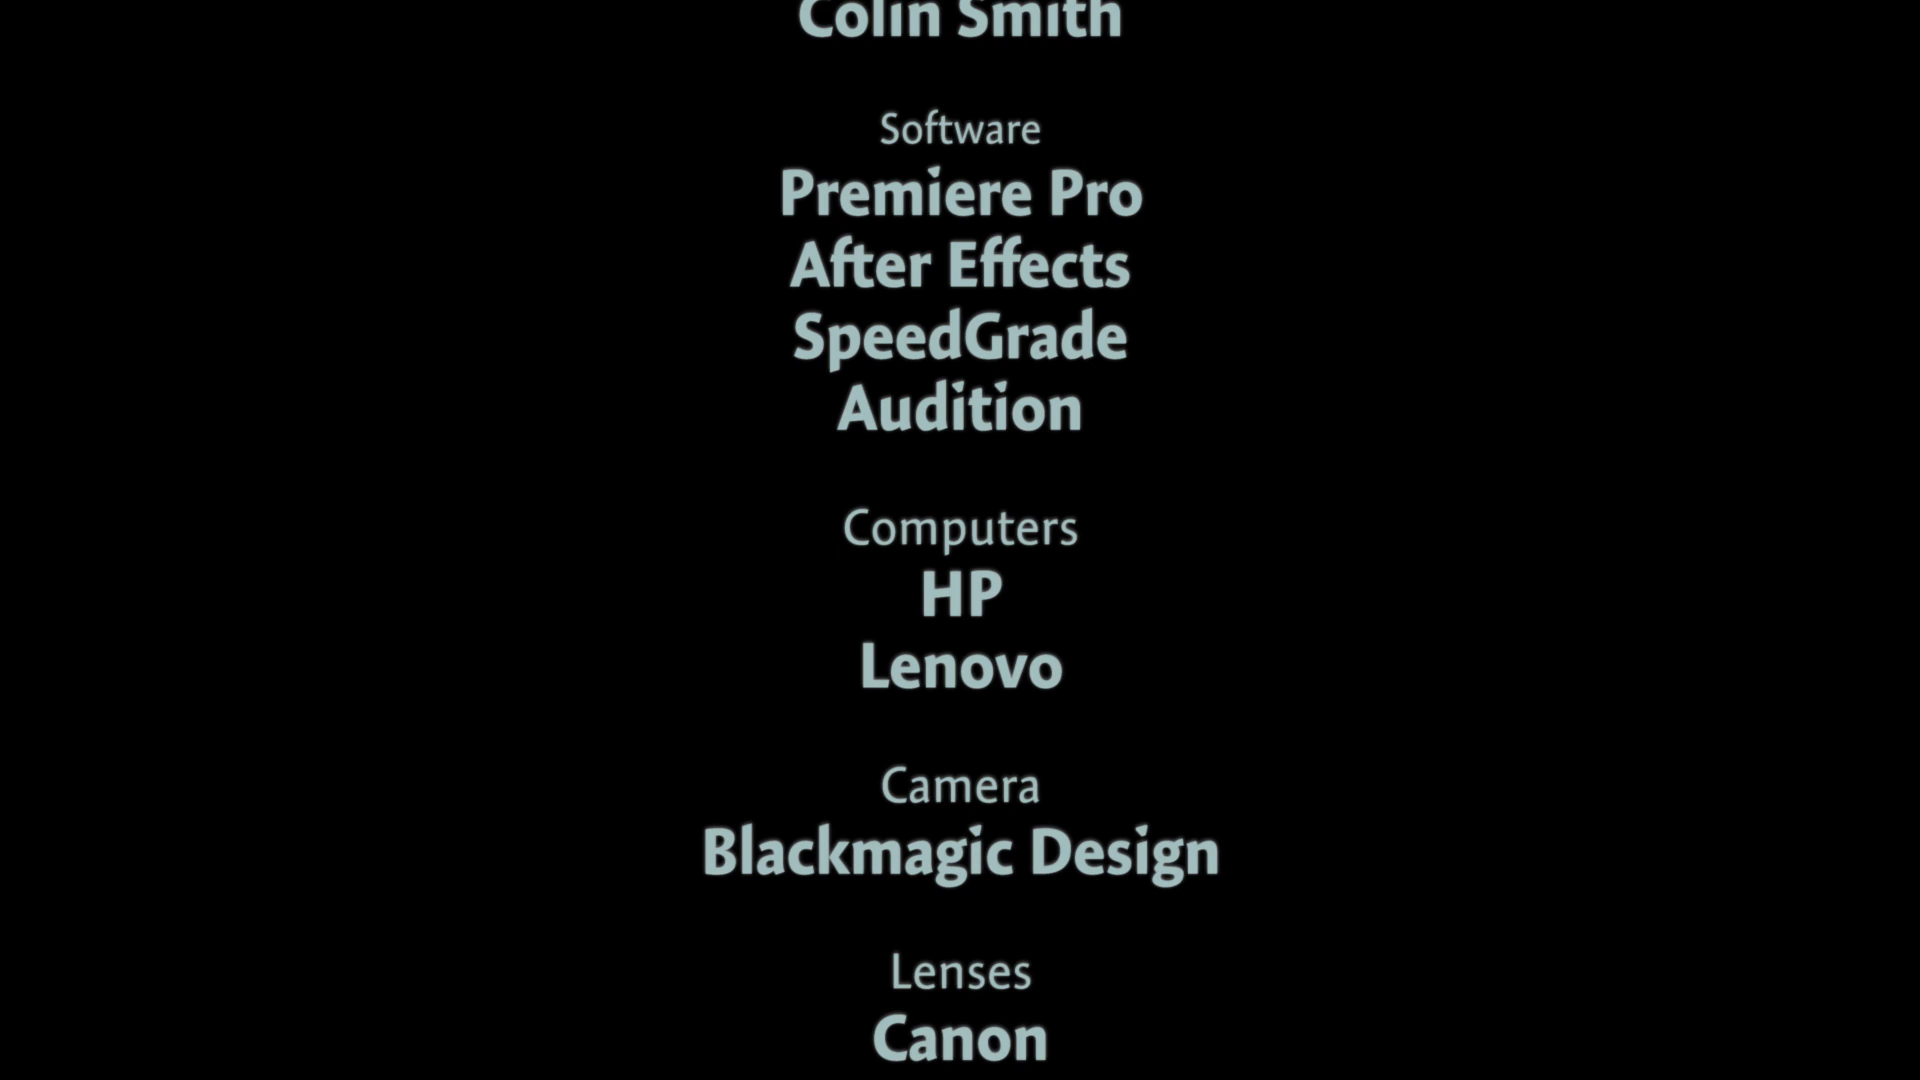 Colin Smith
Software
Premiere Pro
After Effects
SpeedGrade
Audition
Computers
HP
Lenovo
Camera
Blackmagic Design
Lenses
Canon